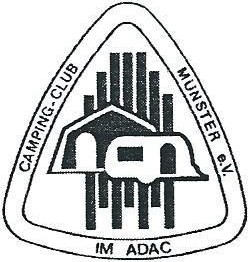 CAMPING-CLUB
MUNSTER e.V.
IM ADAC